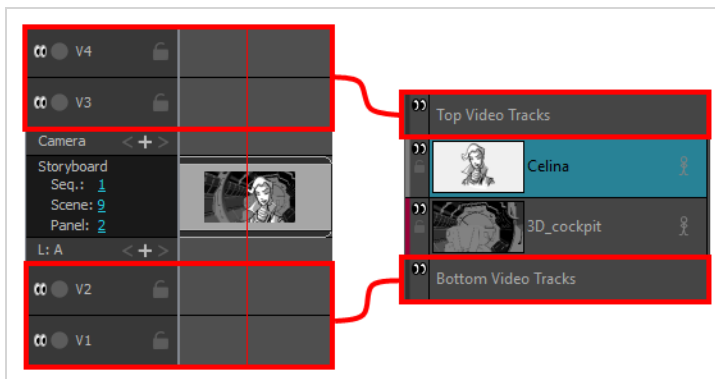 V4
V3
Camera < + >
Storyboard
Seq.: 1
Scene: 9
Panel: 2
L: A < + >
V2
V1
Top Video Tracks
Celina
3D_cockpit
Bottom Video Tracks